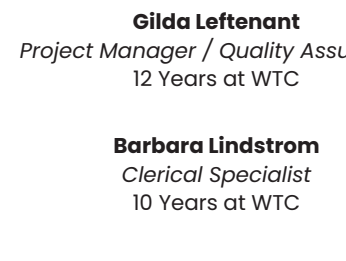 Gilda Leftenant
Project Manager / Quality Assu
12 Years at WTC
Barbara Lindstrom
Clerical Specialist
10 Years at WTC